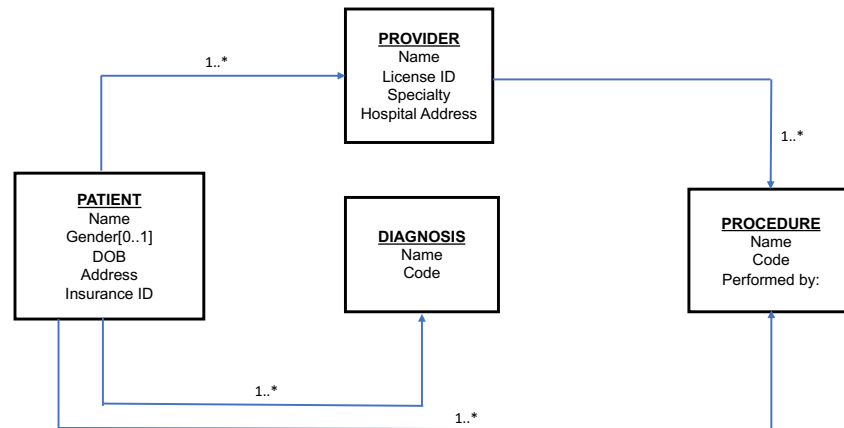 PROVIDER
Name
License ID
Specialty
Hospital Address
1..*
1..*
PATIENT
Name
Gender[0..1]
DOB
Address
Insurance ID
DIAGNOSIS
Name
Code
PROCEDURE
Name
Code
Performed by:
1..*
1..*